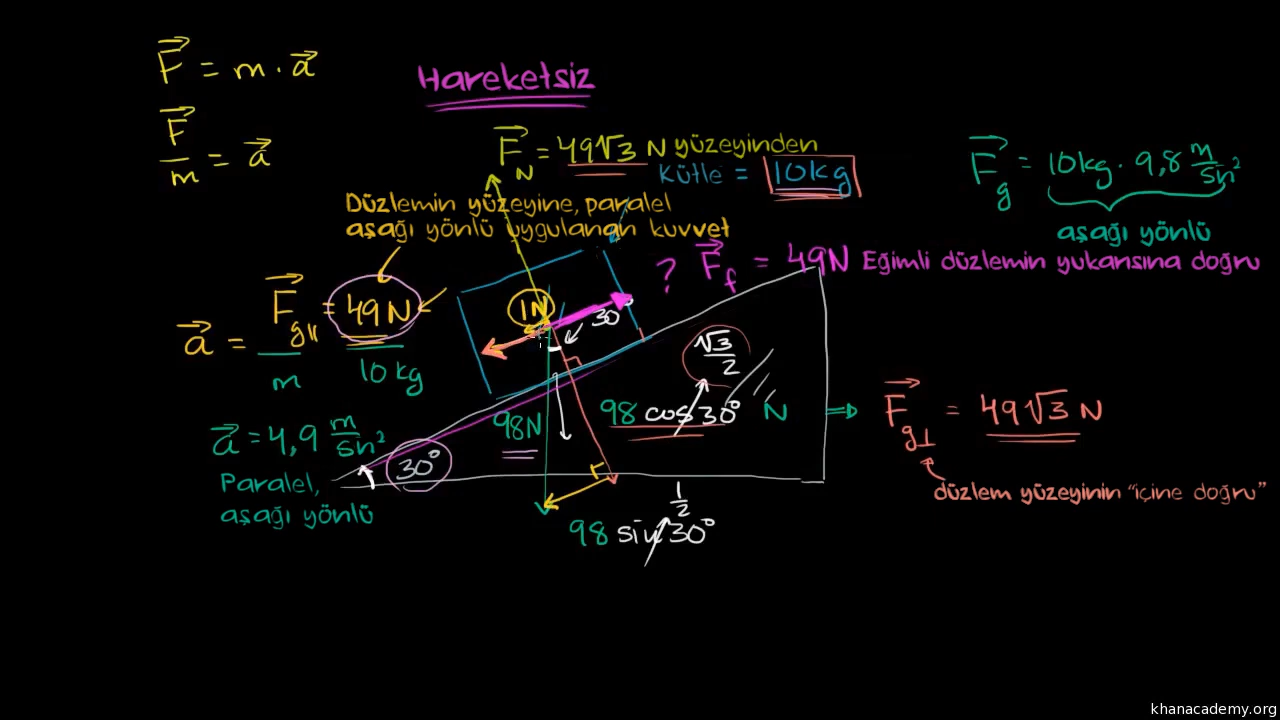 F = m · a
Hareketsiz
F/m = a
F_N = 49√3 N yüzeyinden
Kütle = 10kg
F_g = 10kg · 9,8 m/sn²
aşağı yönlü
Düzlemin yüzeyine, paralel
aşağı yönlü uygulanan kuvvet
? F_f = 49N Eğimli düzlemin yukarısına doğru
F_g∥ = 49N
a = F_g∥/m = 49N/10kg
1N
30°
√3/2
98N
98 cos 30° N
F_g⊥ = 49√3 N
düzlem yüzeyinin “içine doğru”
a = 4,9 m/sn²
Paralel,
aşağı yönlü
30°
1/2
98 sin 30°
khanacademy.org